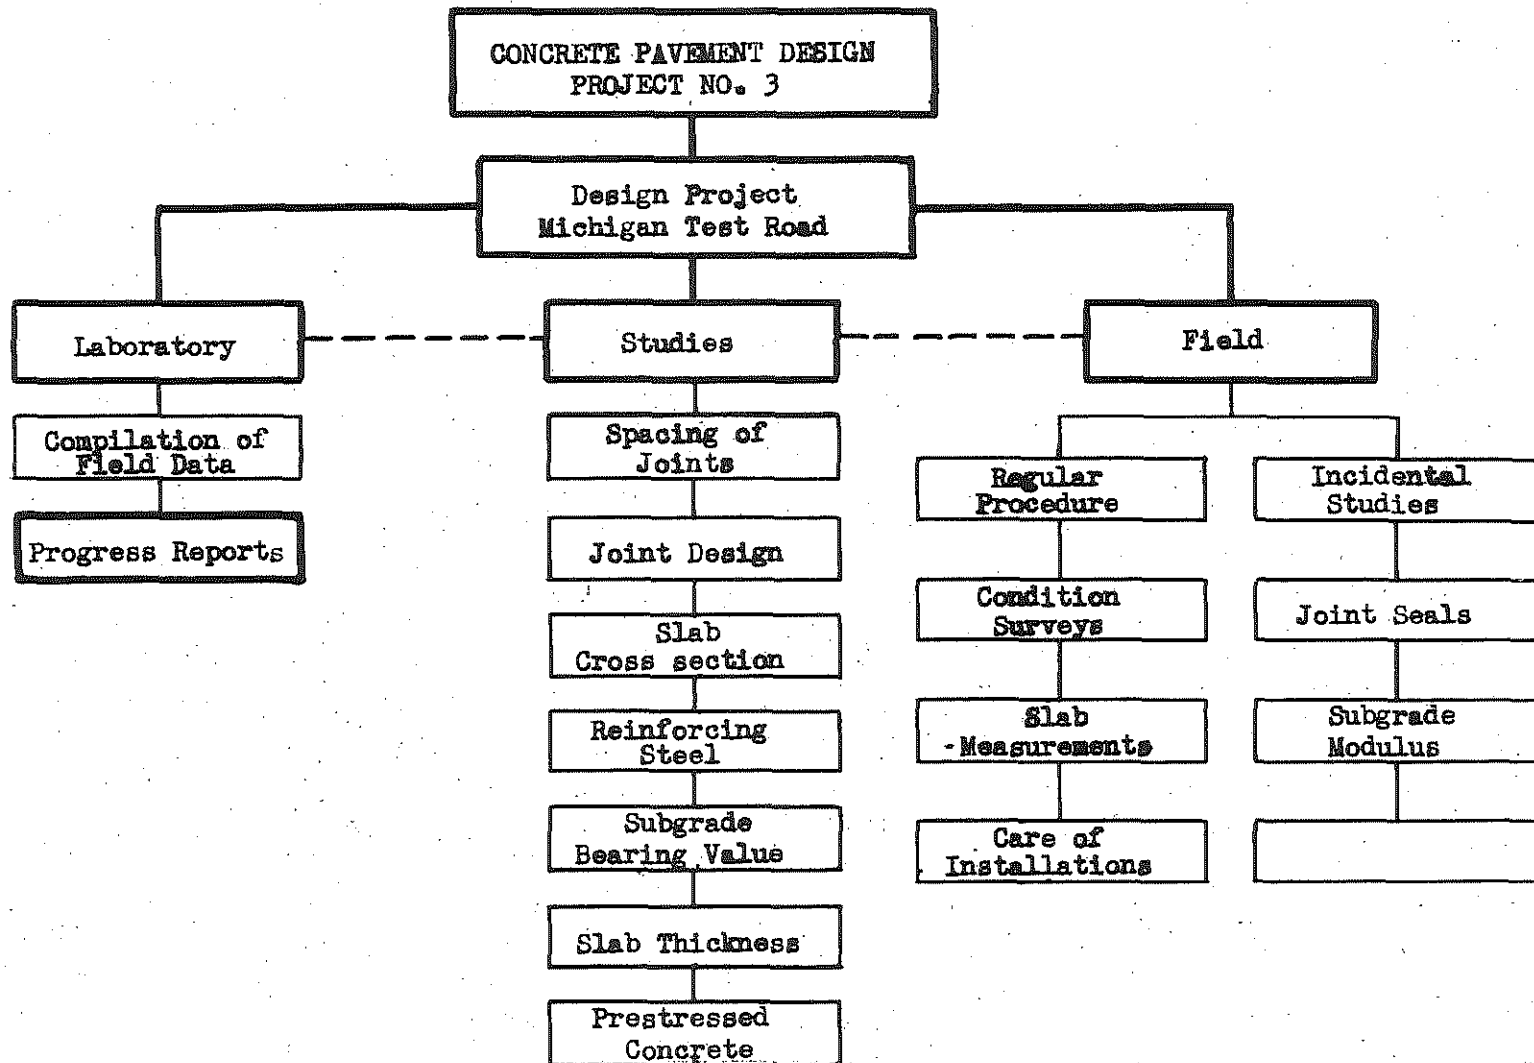 CONCRETE PAVEMENT DESIGN
PROJECT NO. 3
Design Project
Michigan Test Road
Laboratory
Studies
Field
Compilation of
Field Data
Progress Reports
Spacing of
Joints
Joint Design
Slab
Cross section
Reinforcing
Steel
Subgrade
Bearing Value
Slab Thickness
Prestressed
Concrete
Regular
Procedure
Condition
Surveys
Slab
-Measurements
Care of
Installations
Incidental
Studies
Joint Seals
Subgrade
Modulus